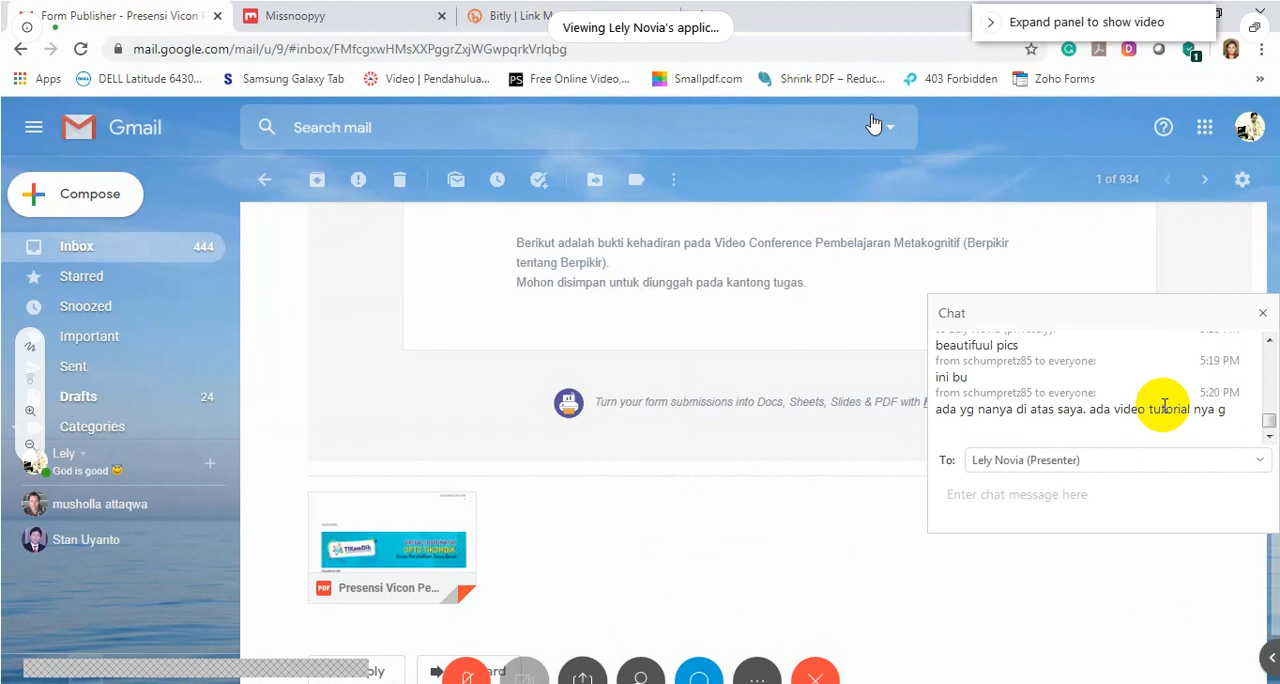 Form Publisher - Presensi Vicon P
Missnoopyy
Bitly | Link M
Viewing Lely Novia's applic...
Expand panel to show video
mail.google.com/mail/u/9/#inbox/FMfcgxwHMsXXPggrZxjWGwpqrkVrlqbg
1
Apps
DELL Latitude 6430...
Samsung Galaxy Tab
Video | Pendahulua...
PS
Free Online Video,...
Smallpdf.com
Shrink PDF – Reduc...
403 Forbidden
Zoho Forms
»
Gmail
Search mail
Compose
1 of 934
Inbox 444
Starred
Snoozed
Important
Sent
Drafts 24
Categories
Lely
God is good
musholla attaqwa
Stan Uyanto
Berikut adalah bukti kehadiran pada Video Conference Pembelajaran Metakognitif (Berpikir
tentang Berpikir).
Mohon disimpan untuk diunggah pada kantong tugas.
Turn your form submissions into Docs, Sheets, Slides & PDF with
TIKomDik
UPTD TIKOMDIK
PDF
Presensi Vicon Pe...
Chat
beautifuul pics
from schumpretz85 to everyone: 5:19 PM
ini bu
from schumpretz85 to everyone: 5:20 PM
ada yg nanya di atas saya. ada video tutorial nya g
To: Lely Novia (Presenter)
Enter chat message here